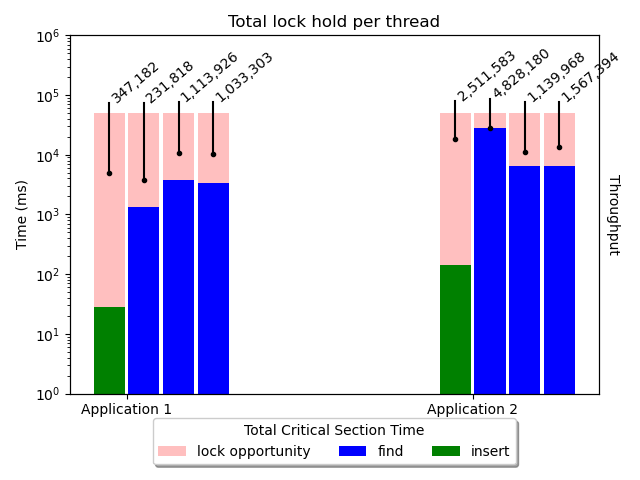 Total lock hold per thread
347,182
231,818
1,113,926
1,033,303
2,511,583
4,828,180
1,139,968
1,567,394
10^6
10^5
10^4
10^3
10^2
10^1
10^0
Time (ms)
Throughput
Application 1
Application 2
Total Critical Section Time
lock opportunity find insert